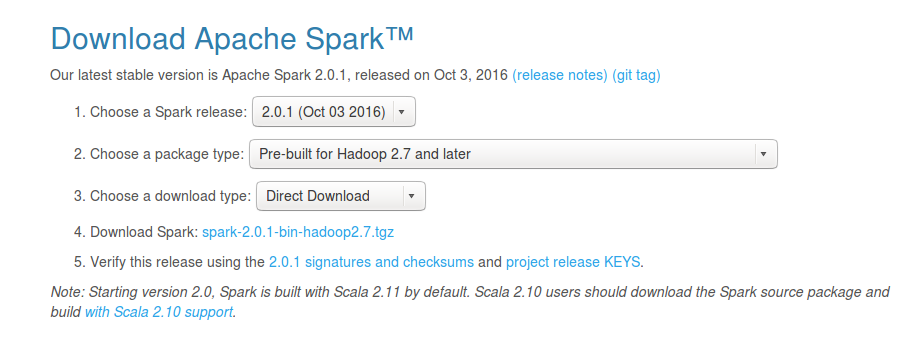 Download Apache Spark™
Our latest stable version is Apache Spark 2.0.1, released on Oct 3, 2016 (release notes) (git tag)
1. Choose a Spark release: 2.0.1 (Oct 03 2016)
2. Choose a package type: Pre-built for Hadoop 2.7 and later
3. Choose a download type: Direct Download
4. Download Spark: spark-2.0.1-bin-hadoop2.7.tgz
5. Verify this release using the 2.0.1 signatures and checksums and project release KEYS.
Note: Starting version 2.0, Spark is built with Scala 2.11 by default. Scala 2.10 users should download the Spark source package and
build with Scala 2.10 support.